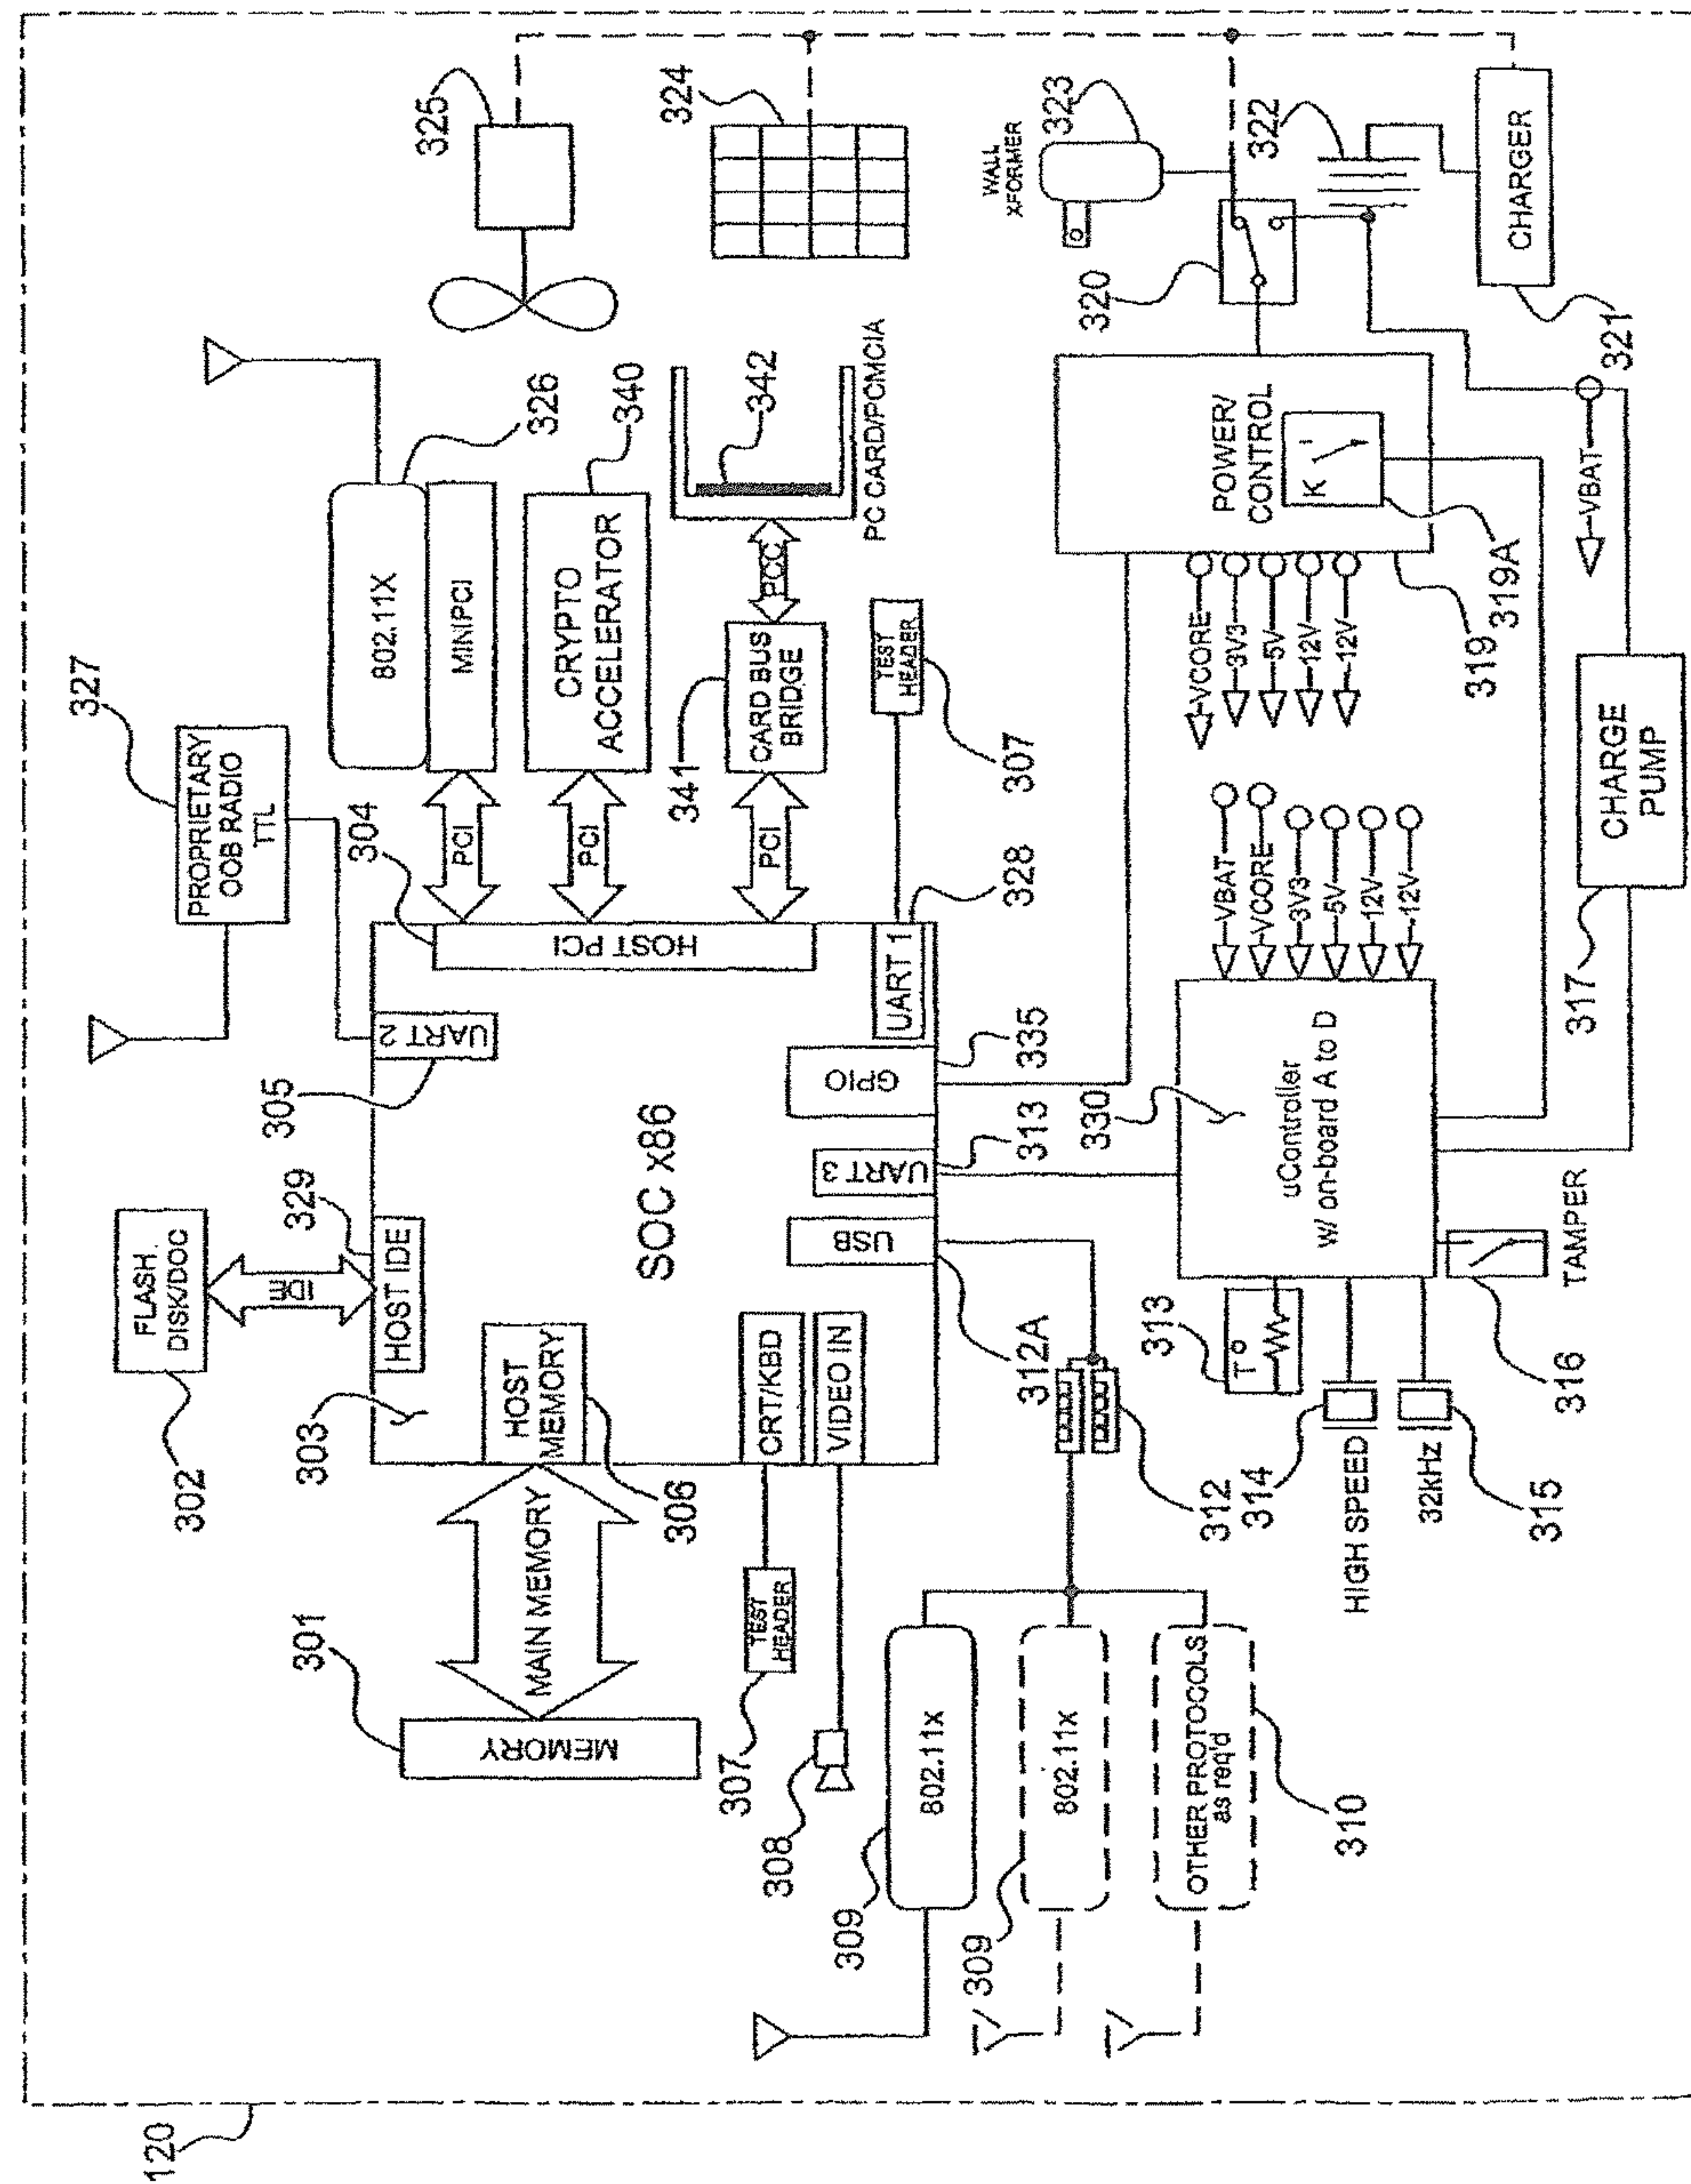 120
327
PROPRIETARY
OOB RADIO
TTL
302
FLASH.
DISK/DOC
IDE
329
HOST IDE
303
305
UART 2
304
HOST PCI
PCI
PCI
PCI
802.11X
MINI PCI
326
325
CRYPTO
ACCELERATOR
340
324
341
CARD BUS
BRIDGE
PCC
342
PC CARD/PCMCIA
301
MEMORY
MAIN MEMORY
HOST
MEMORY
306
SOC x86
307
TEST
HEADER
CRT/KBD
VIDEO IN
308
USB
312A
UART 3
313
GPIO
335
UART 1
328
TEST
HEADER
307
309
802.11x
309
802.11x
OTHER PROTOCOLS
as req'd
310
312
313
T°
HIGH SPEED
314
32kHz
315
316
TAMPER
330
uController
w/ on-board A to D
VBAT
VCORE
3V3
5V
12V
-12V
VCORE
3V3
5V
12V
-12V
POWER/
CONTROL
K
319
319A
320
WALL
XFORMER
323
322
CHARGER
321
VBAT
317
CHARGE
PUMP